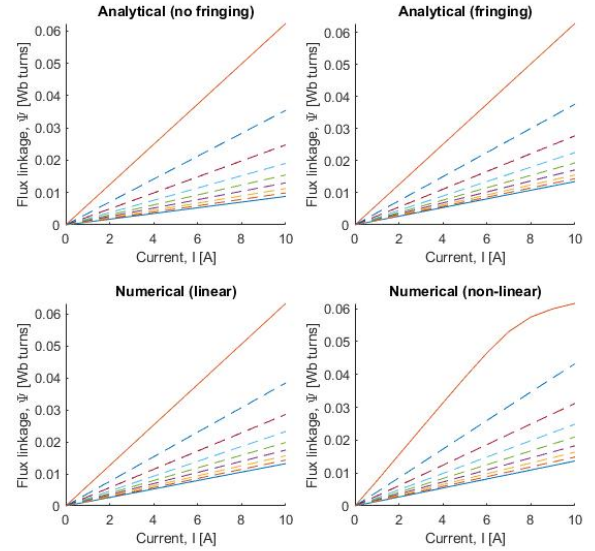 Analytical (no fringing)
Flux linkage, Ψ [Wb turns]
0.06
0.05
0.04
0.03
0.02
0.01
0
0 2 4 6 8 10
Current, I [A]
Analytical (fringing)
Flux linkage, Ψ [Wb turns]
0.06
0.05
0.04
0.03
0.02
0.01
0
0 2 4 6 8 10
Current, I [A]
Numerical (linear)
Flux linkage, Ψ [Wb turns]
0.06
0.05
0.04
0.03
0.02
0.01
0
0 2 4 6 8 10
Current, I [A]
Numerical (non-linear)
Flux linkage, Ψ [Wb turns]
0.06
0.05
0.04
0.03
0.02
0.01
0
0 2 4 6 8 10
Current, I [A]